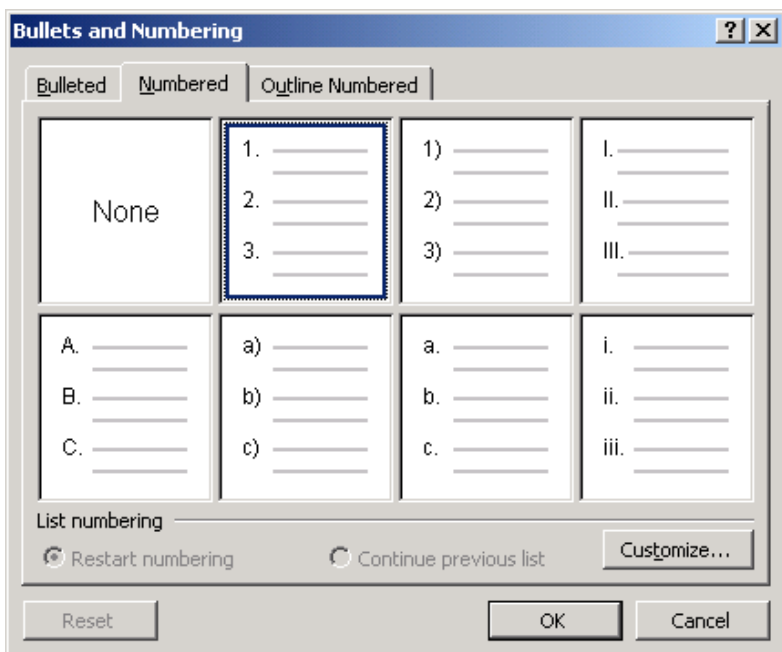 Bullets and Numbering
Bulleted Numbered Outline Numbered
None
1.
2.
3.
1)
2)
3)
I.
II.
III.
A.
B.
C.
a)
b)
c)
a.
b.
c.
i.
ii.
iii.
List numbering
Restart numbering Continue previous list Customize...
Reset OK Cancel